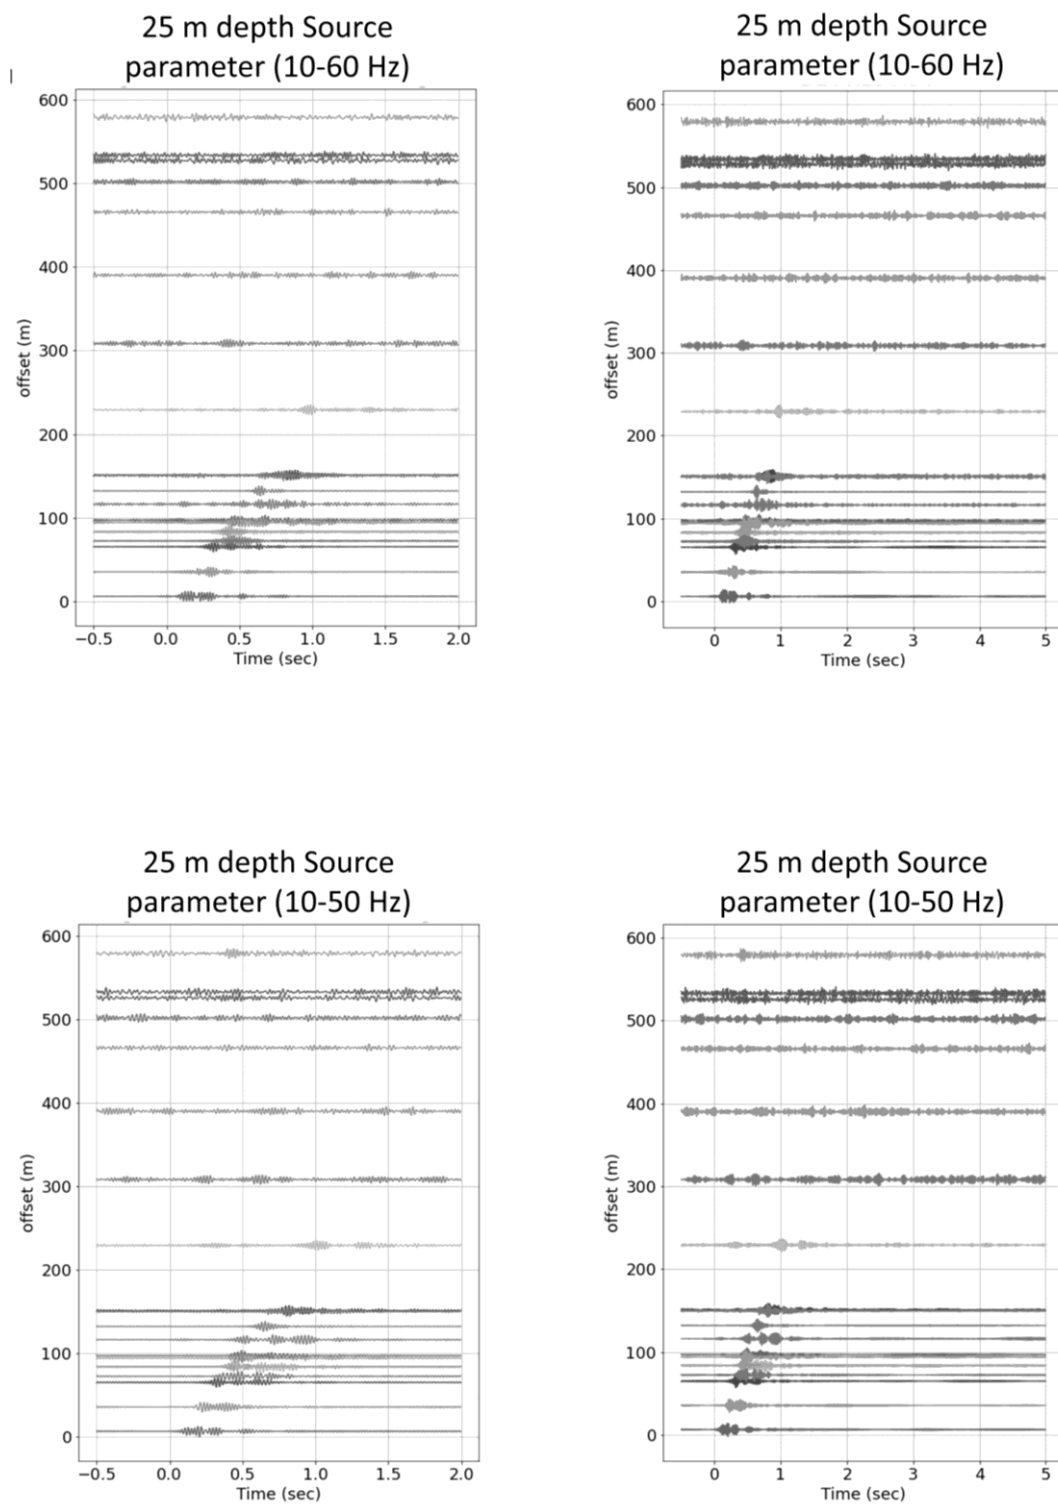 25 m depth Source
parameter (10-60 Hz)
600
500
400
300
200
100
0
offset (m)
−0.5 0.0 0.5 1.0 1.5 2.0
Time (sec)
25 m depth Source
parameter (10-60 Hz)
600
500
400
300
200
100
0
offset (m)
0 1 2 3 4 5
Time (sec)
25 m depth Source
parameter (10-50 Hz)
600
500
400
300
200
100
0
offset (m)
−0.5 0.0 0.5 1.0 1.5 2.0
Time (sec)
25 m depth Source
parameter (10-50 Hz)
600
500
400
300
200
100
0
offset (m)
0 1 2 3 4 5
Time (sec)